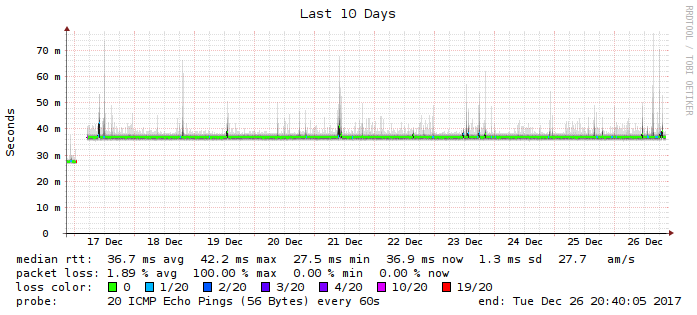 Last 10 Days
RRDTOOL / TOBI OETIKER
Seconds
70 m
60 m
50 m
40 m
30 m
20 m
10 m
0
17 Dec 18 Dec 19 Dec 20 Dec 21 Dec 22 Dec 23 Dec 24 Dec 25 Dec 26 Dec
median rtt: 36.7 ms avg 42.2 ms max 27.5 ms min 36.9 ms now 1.3 ms sd 27.7 am/s
packet loss: 1.89 % avg 100.00 % max 0.00 % min 0.00 % now
loss color: 0 1/20 2/20 3/20 4/20 10/20 19/20
probe: 20 ICMP Echo Pings (56 Bytes) every 60s end: Tue Dec 26 20:40:05 2017